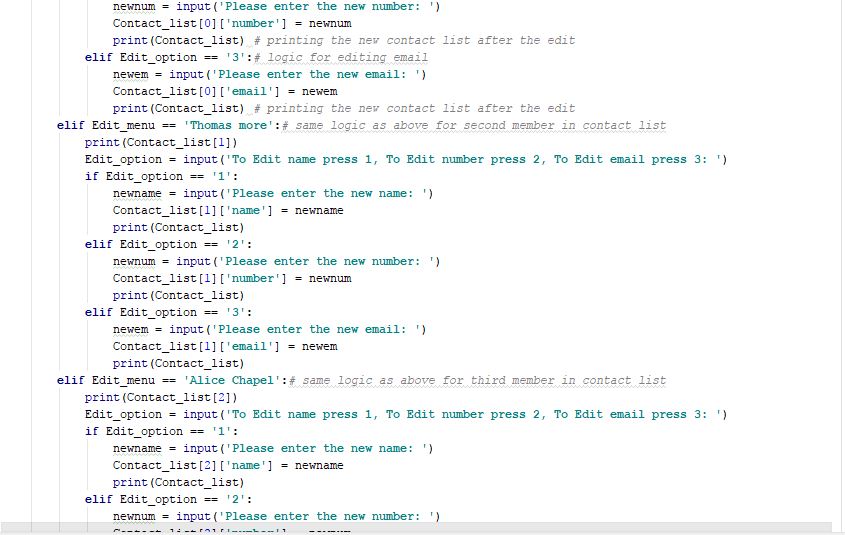 newnum = input('Please enter the new number: ')
Contact_list[0]['number'] = newnum
print(Contact_list) # printing the new contact list after the edit
elif Edit_option == '3':# logic for editing email
newem = input('Please enter the new email: ')
Contact_list[0]['email'] = newem
print(Contact_list) # printing the new contact list after the edit
elif Edit_menu == 'Thomas more':# same logic as above for second member in contact list
print(Contact_list[1])
Edit_option = input('To Edit name press 1, To Edit number press 2, To Edit email press 3: ')
if Edit_option == '1':
newname = input('Please enter the new name: ')
Contact_list[1]['name'] = newname
print(Contact_list)
elif Edit_option == '2':
newnum = input('Please enter the new number: ')
Contact_list[1]['number'] = newnum
print(Contact_list)
elif Edit_option == '3':
newem = input('Please enter the new email: ')
Contact_list[1]['email'] = newem
print(Contact_list)
elif Edit_menu == 'Alice Chapel':# same logic as above for third member in contact list
print(Contact_list[2])
Edit_option = input('To Edit name press 1, To Edit number press 2, To Edit email press 3: ')
if Edit_option == '1':
newname = input('Please enter the new name: ')
Contact_list[2]['name'] = newname
print(Contact_list)
elif Edit_option == '2':
newnum = input('Please enter the new number: ')